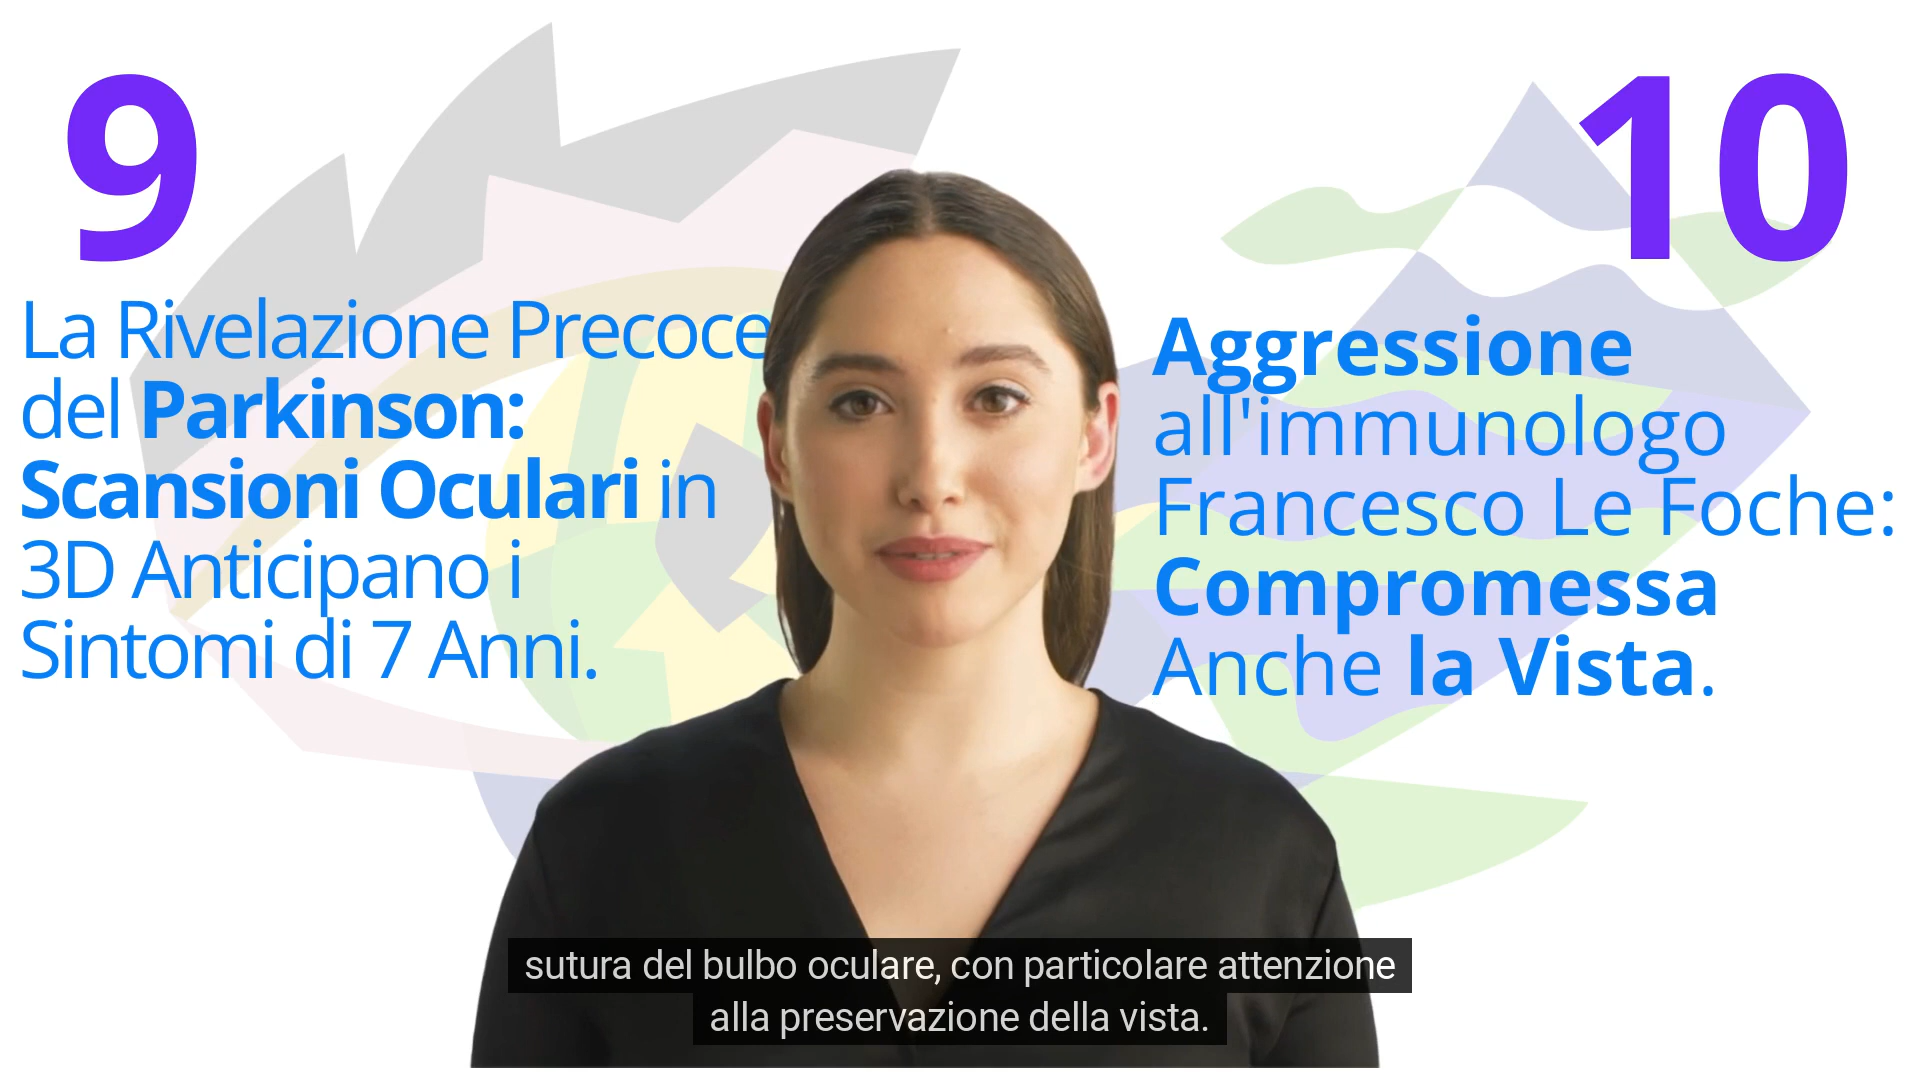 9
La Rivelazione Precoce
del Parkinson:
Scansioni Oculari in
3D Anticipano i
Sintomi di 7 Anni.
10
Aggressione
all'immunologo
Francesco Le Foche:
Compromessa
Anche la Vista.
sutura del bulbo oculare, con particolare attenzione
alla preservazione della vista.